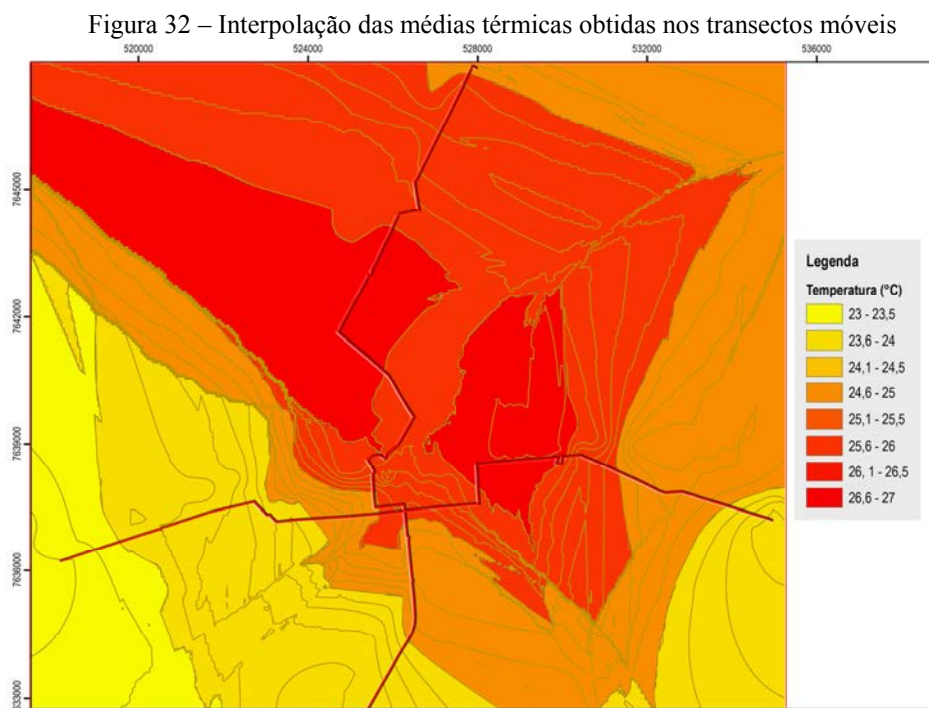 Figura 32 – Interpolação das médias térmicas obtidas nos transectos móveis
520000 524000 528000 532000 536000
7645000
7642000
7639000
7636000
7633000
Legenda
Temperatura (°C)
23 - 23,5
23,6 - 24
24,1 - 24,5
24,6 - 25
25,1 - 25,5
25,6 - 26
26, 1 - 26,5
26,6 - 27